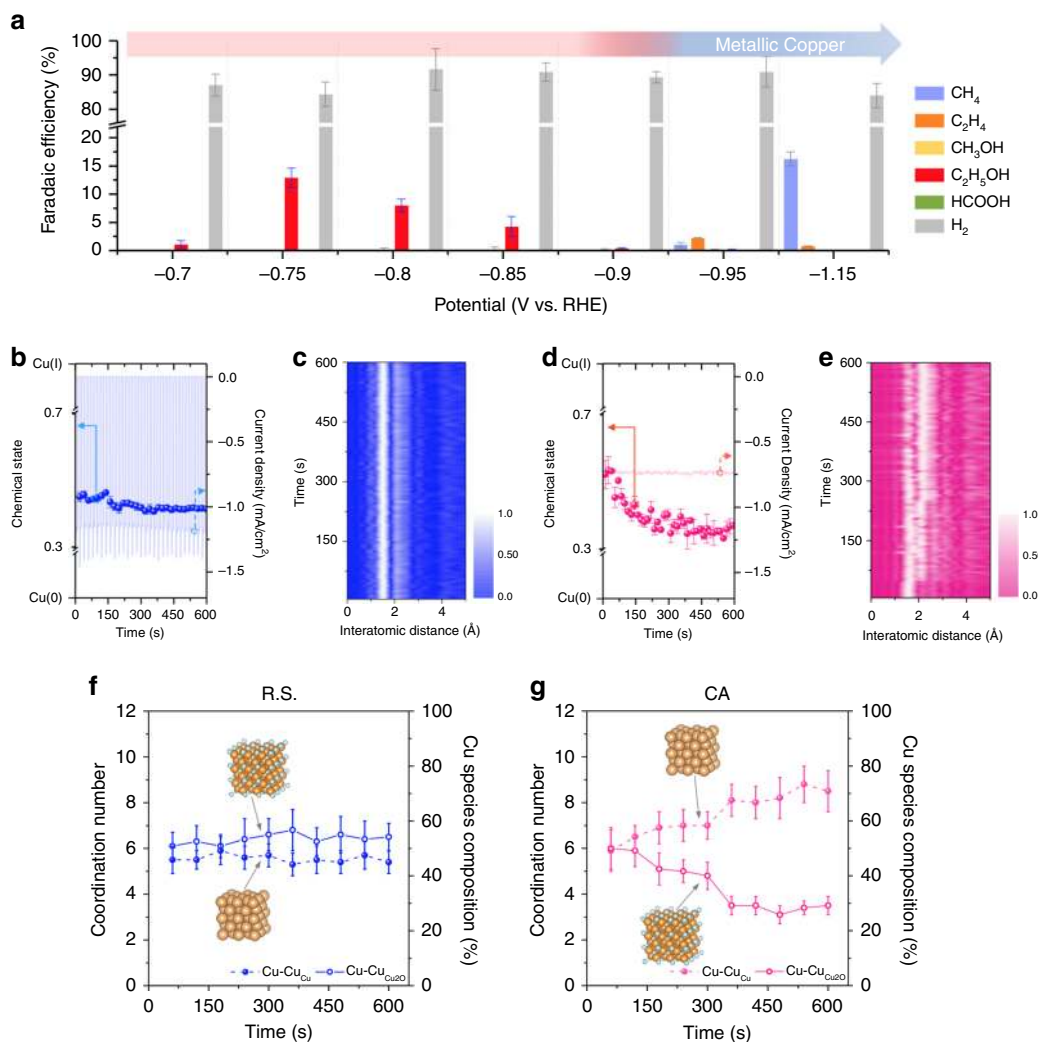 a
Metallic Copper
Faradaic efficiency (%)
100
90
80
20
15
10
5
0
–0.7
–0.75
–0.8
–0.85
–0.9
–0.95
–1.15
Potential (V vs. RHE)
CH4
C2H4
CH3OH
C2H5OH
HCOOH
H2
b
Cu(I)
0.7
0.3
Cu(0)
Chemical state
0.0
–0.5
–1.0
–1.5
Current density (mA/cm2)
0 150 300 450 600
Time (s)
c
600
450
300
150
Time (s)
0 2 4
Interatomic distance (Å)
1.0
0.50
0.0
d
Cu(I)
0.7
0.3
Cu(0)
Chemical state
0.0
–0.5
–1.0
–1.5
Current Density (mA/cm2)
0 150 300 450 600
Time (s)
e
600
450
300
150
Time (s)
0 2 4
Interatomic distance (Å)
1.0
0.50
0.0
f
R.S.
12
10
8
6
4
2
0
Coordination number
100
80
60
40
20
0
Cu species composition (%)
Cu-CuCu
Cu-CuCu2O
0 150 300 450 600
Time (s)
g
CA
12
10
8
6
4
2
0
Coordination number
100
80
60
40
20
0
Cu species composition (%)
Cu-CuCu
Cu-CuCu2O
0 150 300 450 600
Time (s)